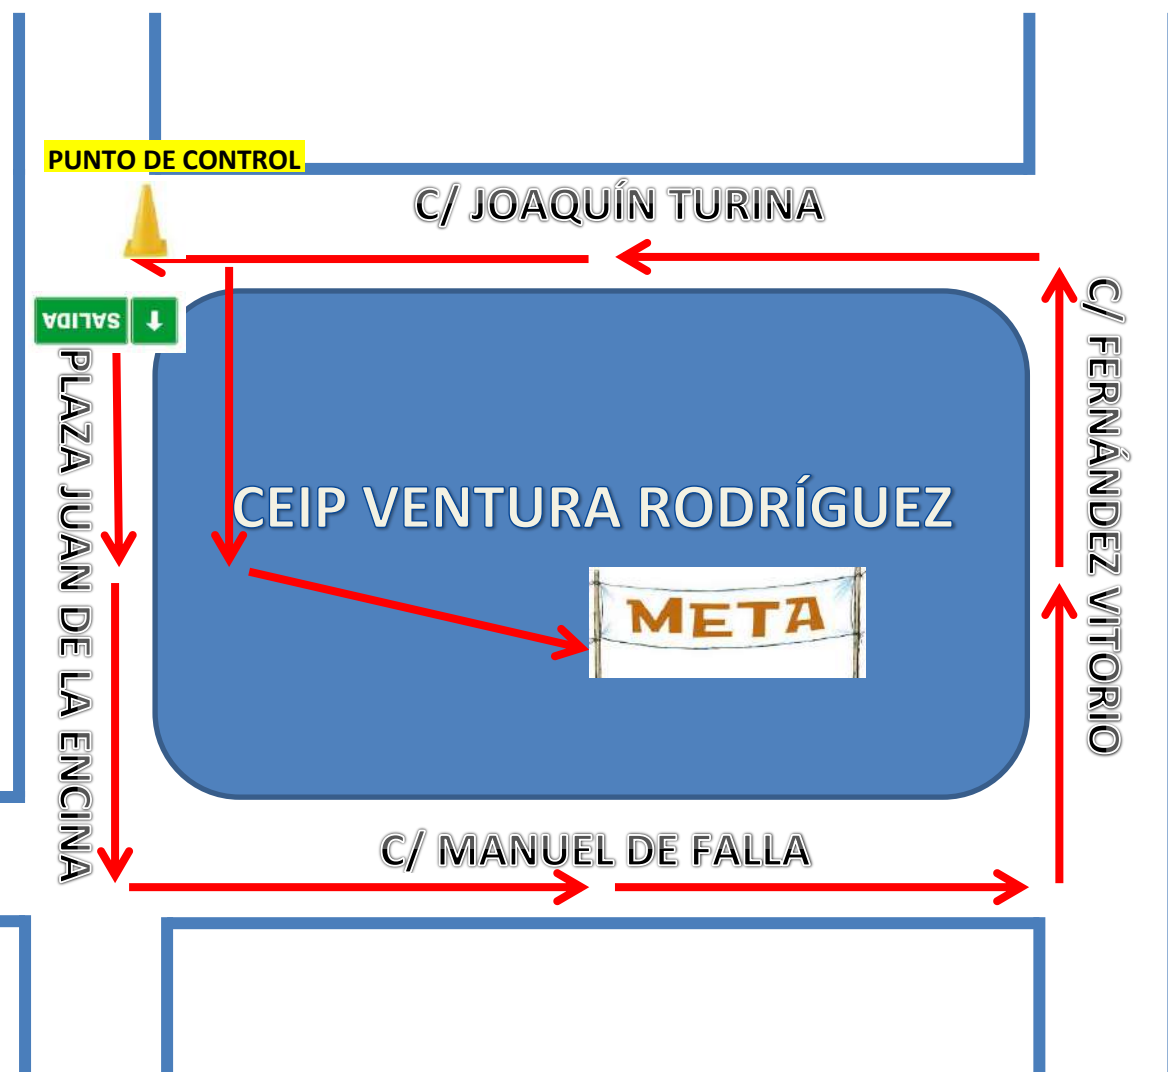 PUNTO DE CONTROL
C/ JOAQUÍN TURINA
SALIDA
PLAZA JUAN DE LA ENCINA
C/ FERNÁNDEZ VITORIO
CEIP VENTURA RODRÍGUEZ
META
C/ MANUEL DE FALLA